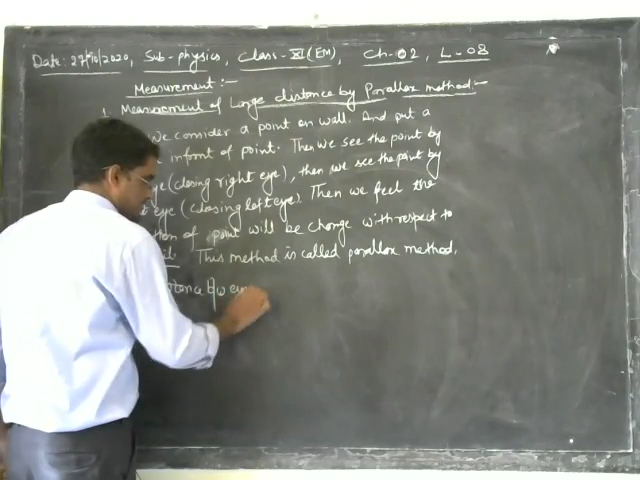 Date: 27/10/2020, Sub-physics, Class-XI(EM), Ch-02, L-08
Measurement:-
1. Measurement of Large distance by Parallax method:-
we consider a point on wall. And put a
infornt of point. Then we see the point by
(closing right eye), then we see the point by
eye (closing left eye). Then we feel the
of point will be change with respect to
This method is called parallax method.